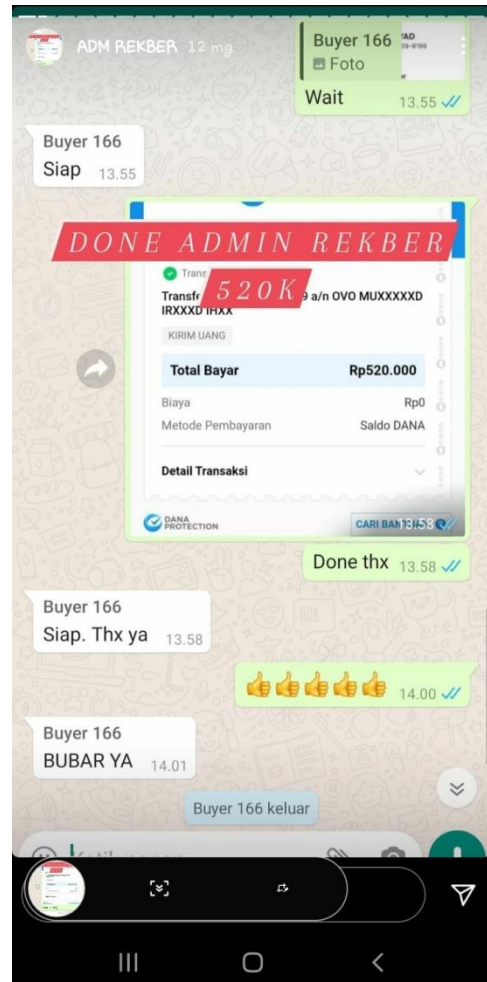 ADM REKBER 12 mg
Buyer 166
Foto
Wait
13.55
Buyer 166
Siap
13.55
DONE ADMIN REKBER
520K
a/n OVO MUXXXXD
IRXXXD IHXX
KIRIM UANG
Total Bayar Rp520.000
Biaya Rp0
Metode Pembayaran Saldo DANA
Detail Transaksi
DANA
PROTECTION
CARI BAN
13.58
Done thx 13.58
Buyer 166
Siap. Thx ya 13.58
👍👍👍👍👍 14.00
Buyer 166
BUBAR YA 14.01
Buyer 166 keluar